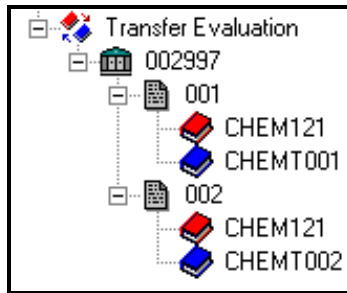 Transfer Evaluation
002997
001
CHEM121
CHEMT001
002
CHEM121
CHEMT002